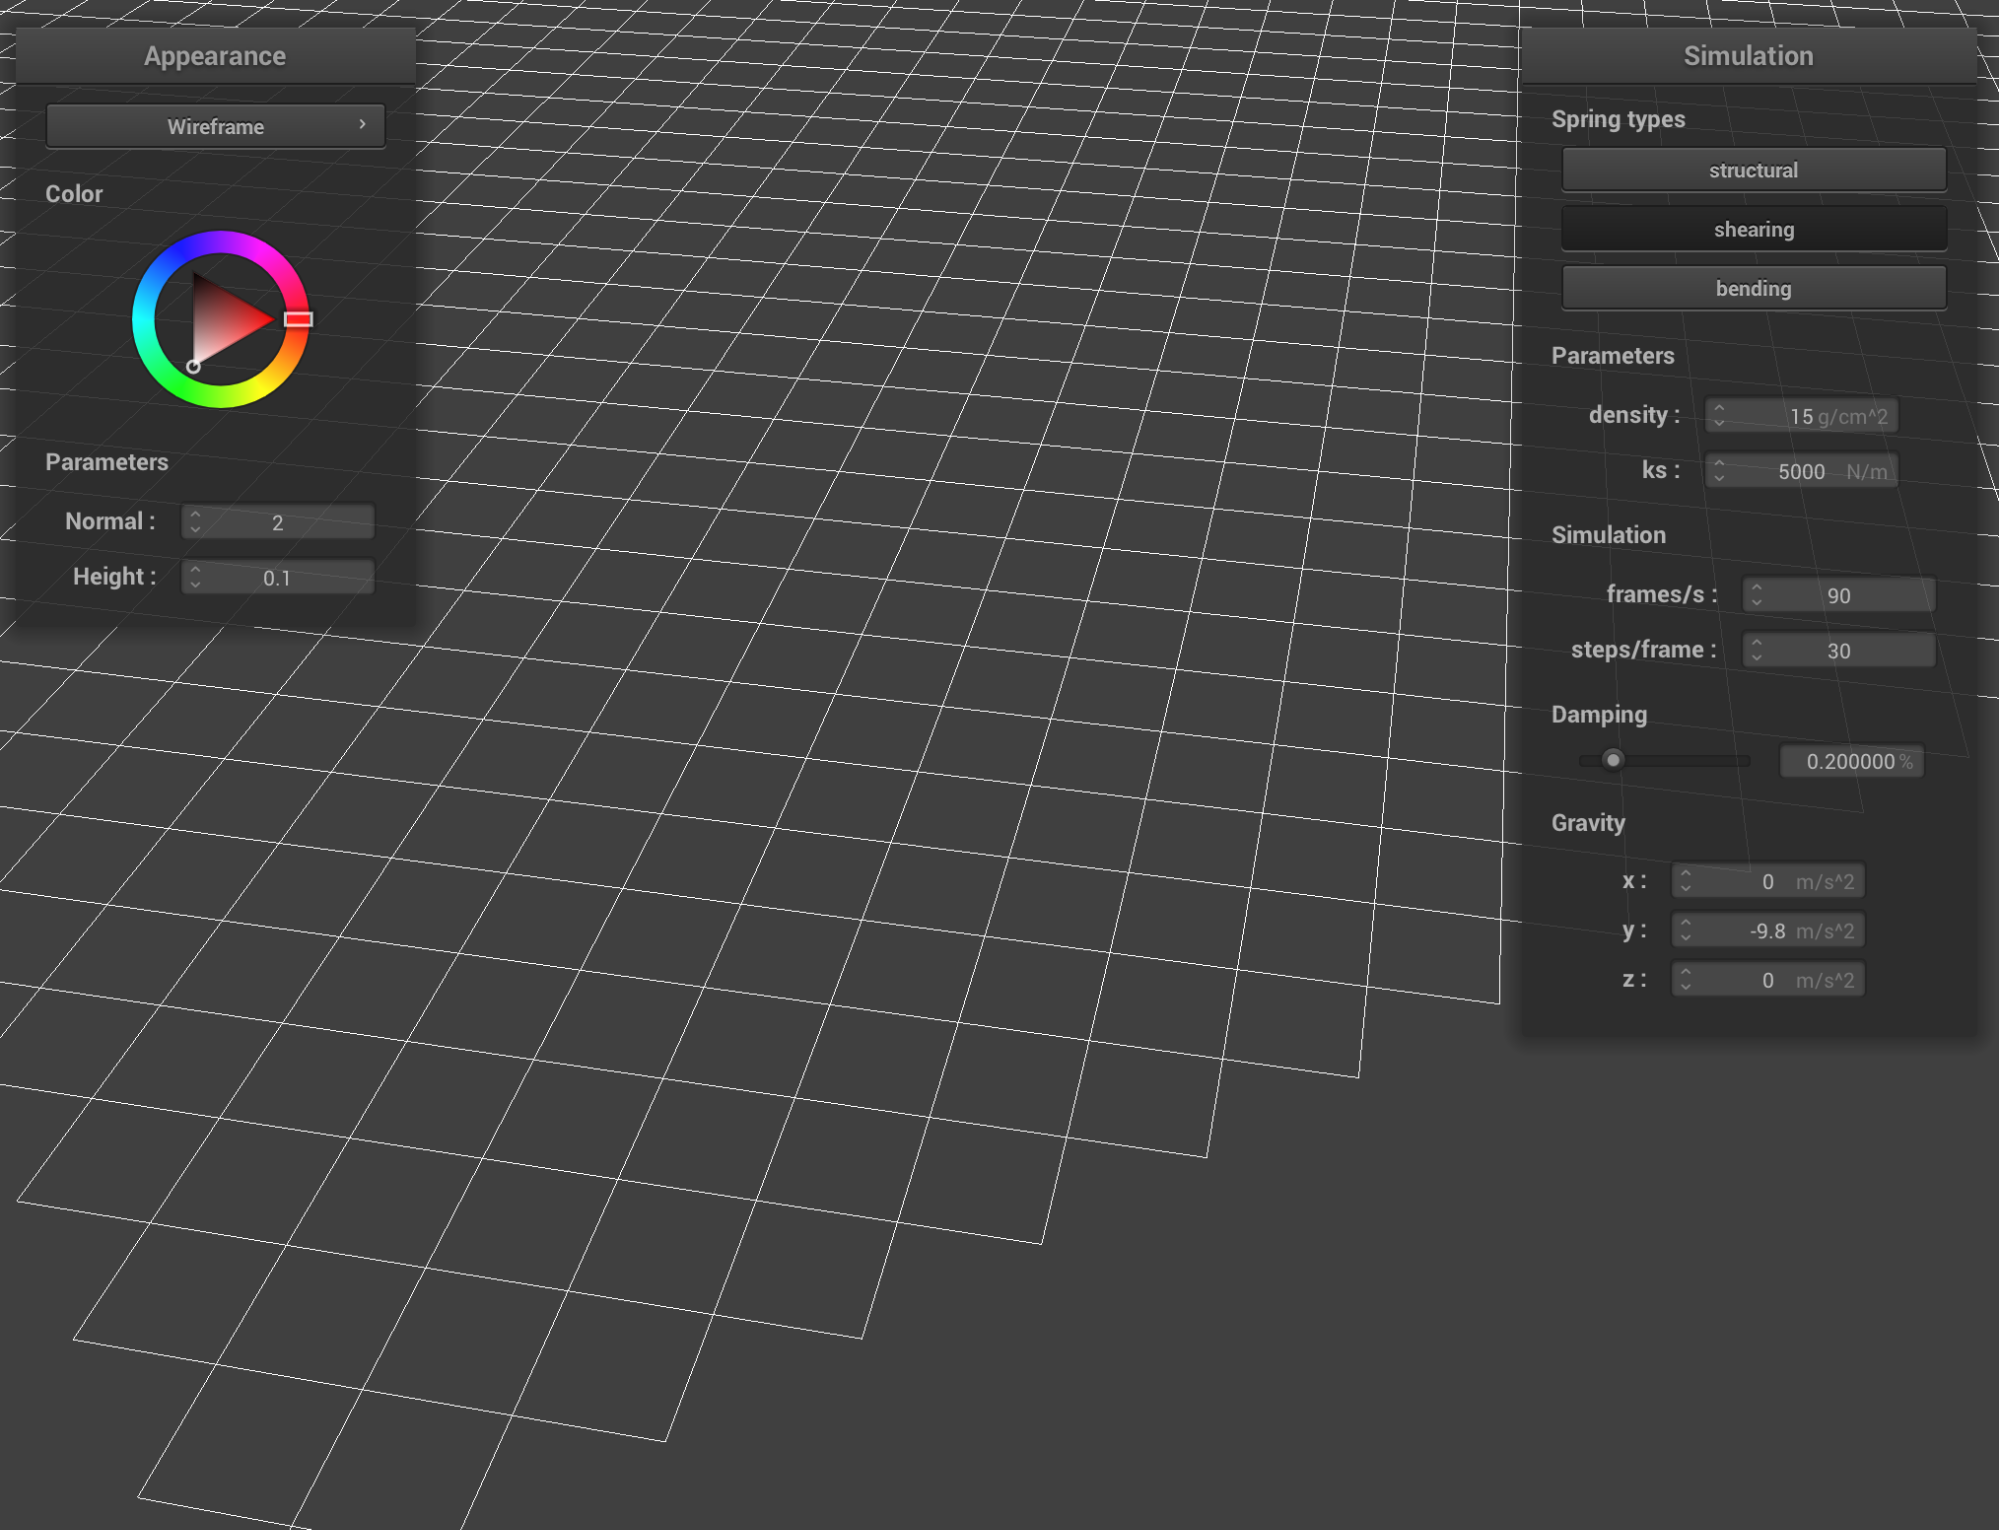 Appearance
Wireframe
Color
Parameters
Normal : 2
Height : 0.1
Simulation
Spring types
structural
shearing
bending
Parameters
density : 15 g/cm^2
ks : 5000 N/m
Simulation
frames/s : 90
steps/frame : 30
Damping
0.200000 %
Gravity
x : 0 m/s^2
y : -9.8 m/s^2
z : 0 m/s^2